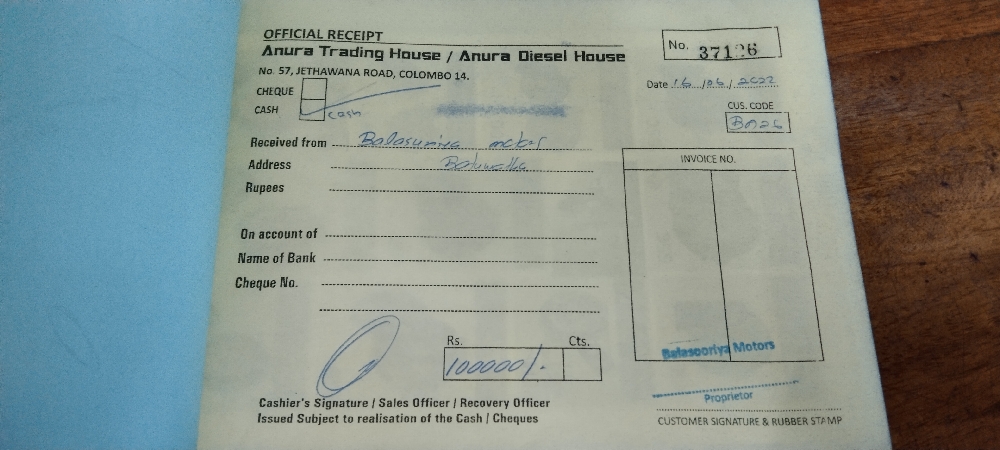 OFFICIAL RECEIPT
Anura Trading House / Anura Diesel House
No. 37126
No. 57, JETHAWANA ROAD, COLOMBO 14.
Date 16/06/2022
CHEQUE
CASH cash
CUS. CODE
Received from Balasuriya motor
Address
Rupees
INVOICE NO.
On account of
Name of Bank
Cheque No.
Rs. Cts.
100000/-
Balasooriya Motors
Proprietor
Cashier's Signature / Sales Officer / Recovery Officer
Issued Subject to realisation of the Cash / Cheques
CUSTOMER SIGNATURE & RUBBER STAMP